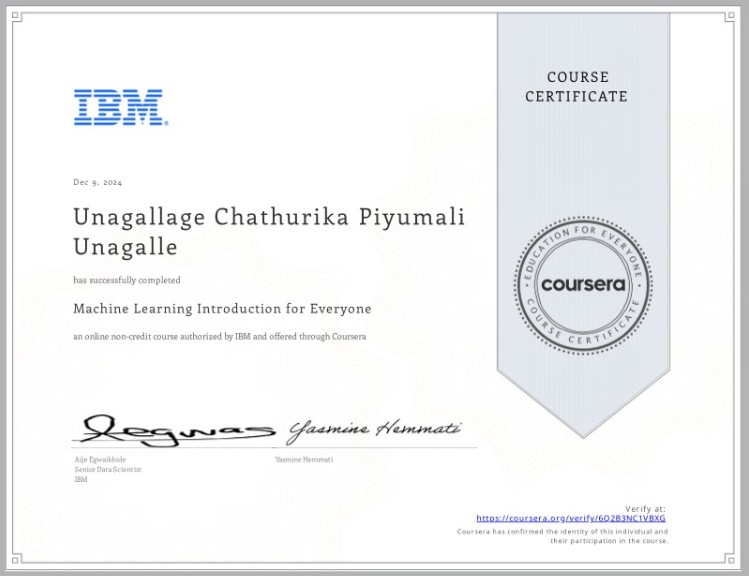 COURSE
CERTIFICATE
IBM®
Dec 9, 2024
Unagallage Chathurika Piyumali
Unagalle
has successfully completed
Machine Learning Introduction for Everyone
an online non-credit course authorized by IBM and offered through Coursera
EDUCATION FOR EVERYONE
coursera
COURSE CERTIFICATE
Yasmine Hemmati
Aije Egwaikhide
Senior Data Scientist
IBM
Yasmine Hemmati
Verify at:
https://coursera.org/verify/6Q2B3NC1VBXG
Coursera has confirmed the identity of this individual and
their participation in the course.